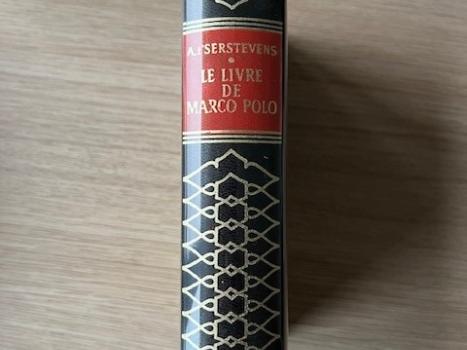 A. t'SERSTEVENS
LE LIVRE
DE
MARCO POLO